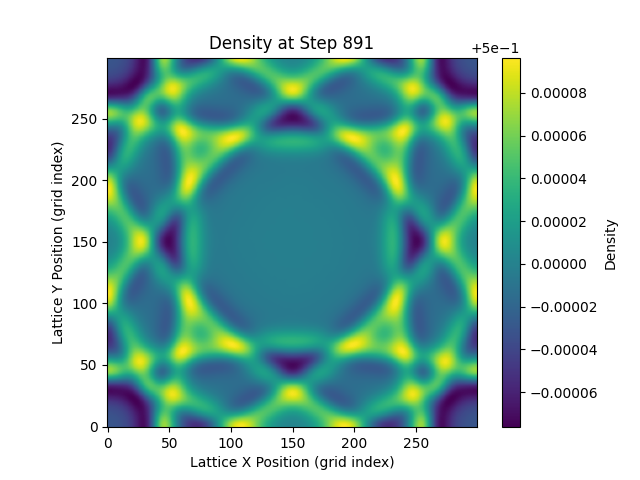 Density at Step 891
+5e−1
0.00008
0.00006
0.00004
0.00002
0.00000
−0.00002
−0.00004
−0.00006
Density
250
200
150
100
50
0
Lattice Y Position (grid index)
0 50 100 150 200 250
Lattice X Position (grid index)